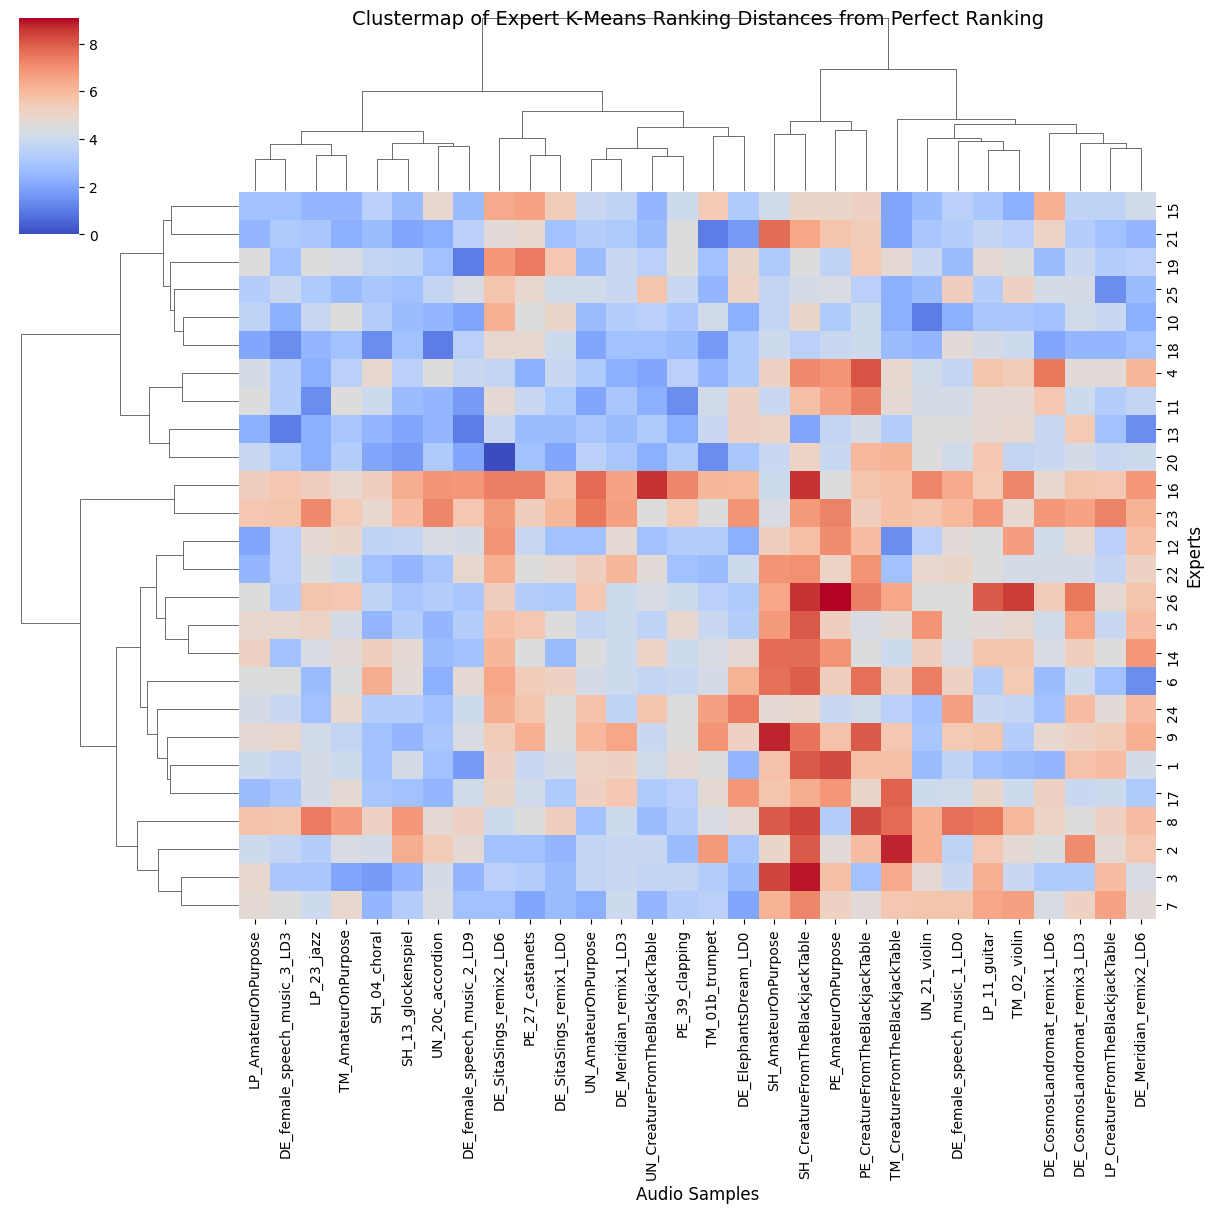 Clustermap of Expert K-Means Ranking Distances from Perfect Ranking
8
6
4
2
0
15
21
19
25
10
18
4
11
13
20
16
23
12
22
26
5
14
6
24
9
1
17
8
2
3
7
Experts
LP_AmateurOnPurpose
DE_female_speech_music_3_LD3
LP_23_jazz
TM_AmateurOnPurpose
SH_04_choral
SH_13_glockenspiel
UN_20c_accordion
DE_female_speech_music_2_LD9
DE_SitaSings_remix2_LD6
PE_27_castanets
DE_SitaSings_remix1_LD0
UN_AmateurOnPurpose
DE_Meridian_remix1_LD3
UN_CreatureFromTheBlackjackTable
PE_39_clapping
TM_01b_trumpet
DE_ElephantsDream_LD0
SH_AmateurOnPurpose
SH_CreatureFromTheBlackjackTable
PE_AmateurOnPurpose
PE_CreatureFromTheBlackjackTable
TM_CreatureFromTheBlackjackTable
UN_21_violin
DE_female_speech_music_1_LD0
LP_11_guitar
TM_02_violin
DE_CosmosLandromat_remix1_LD6
DE_CosmosLandromat_remix3_LD3
LP_CreatureFromTheBlackjackTable
DE_Meridian_remix2_LD6
Audio Samples